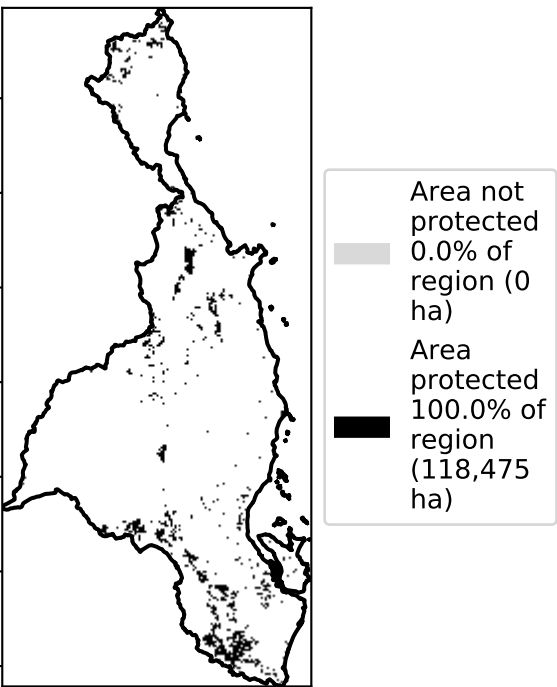 Area not
protected
0.0% of
region (0
ha)
Area
protected
100.0% of
region
(118,475
ha)